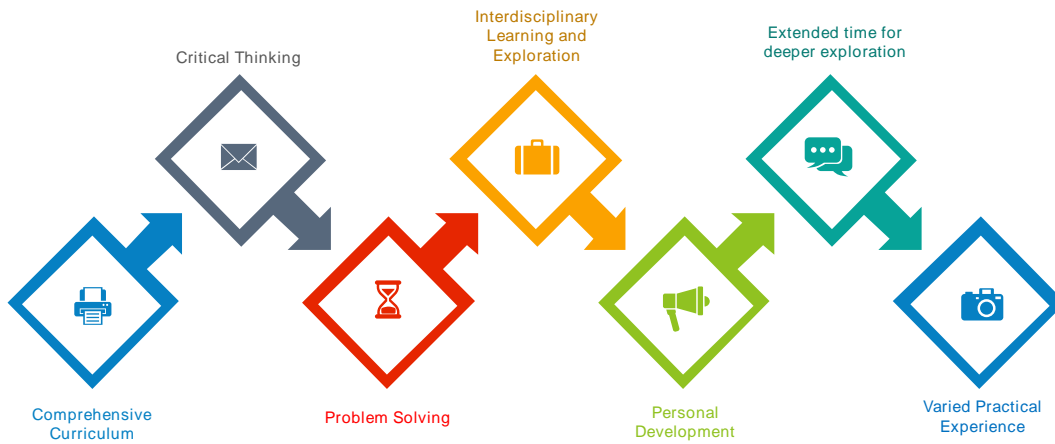 Interdisciplinary
Learning and
Exploration
Extended time for
deeper exploration
Critical Thinking
Comprehensive
Curriculum
Problem Solving
Personal
Development
Varied Practical
Experience